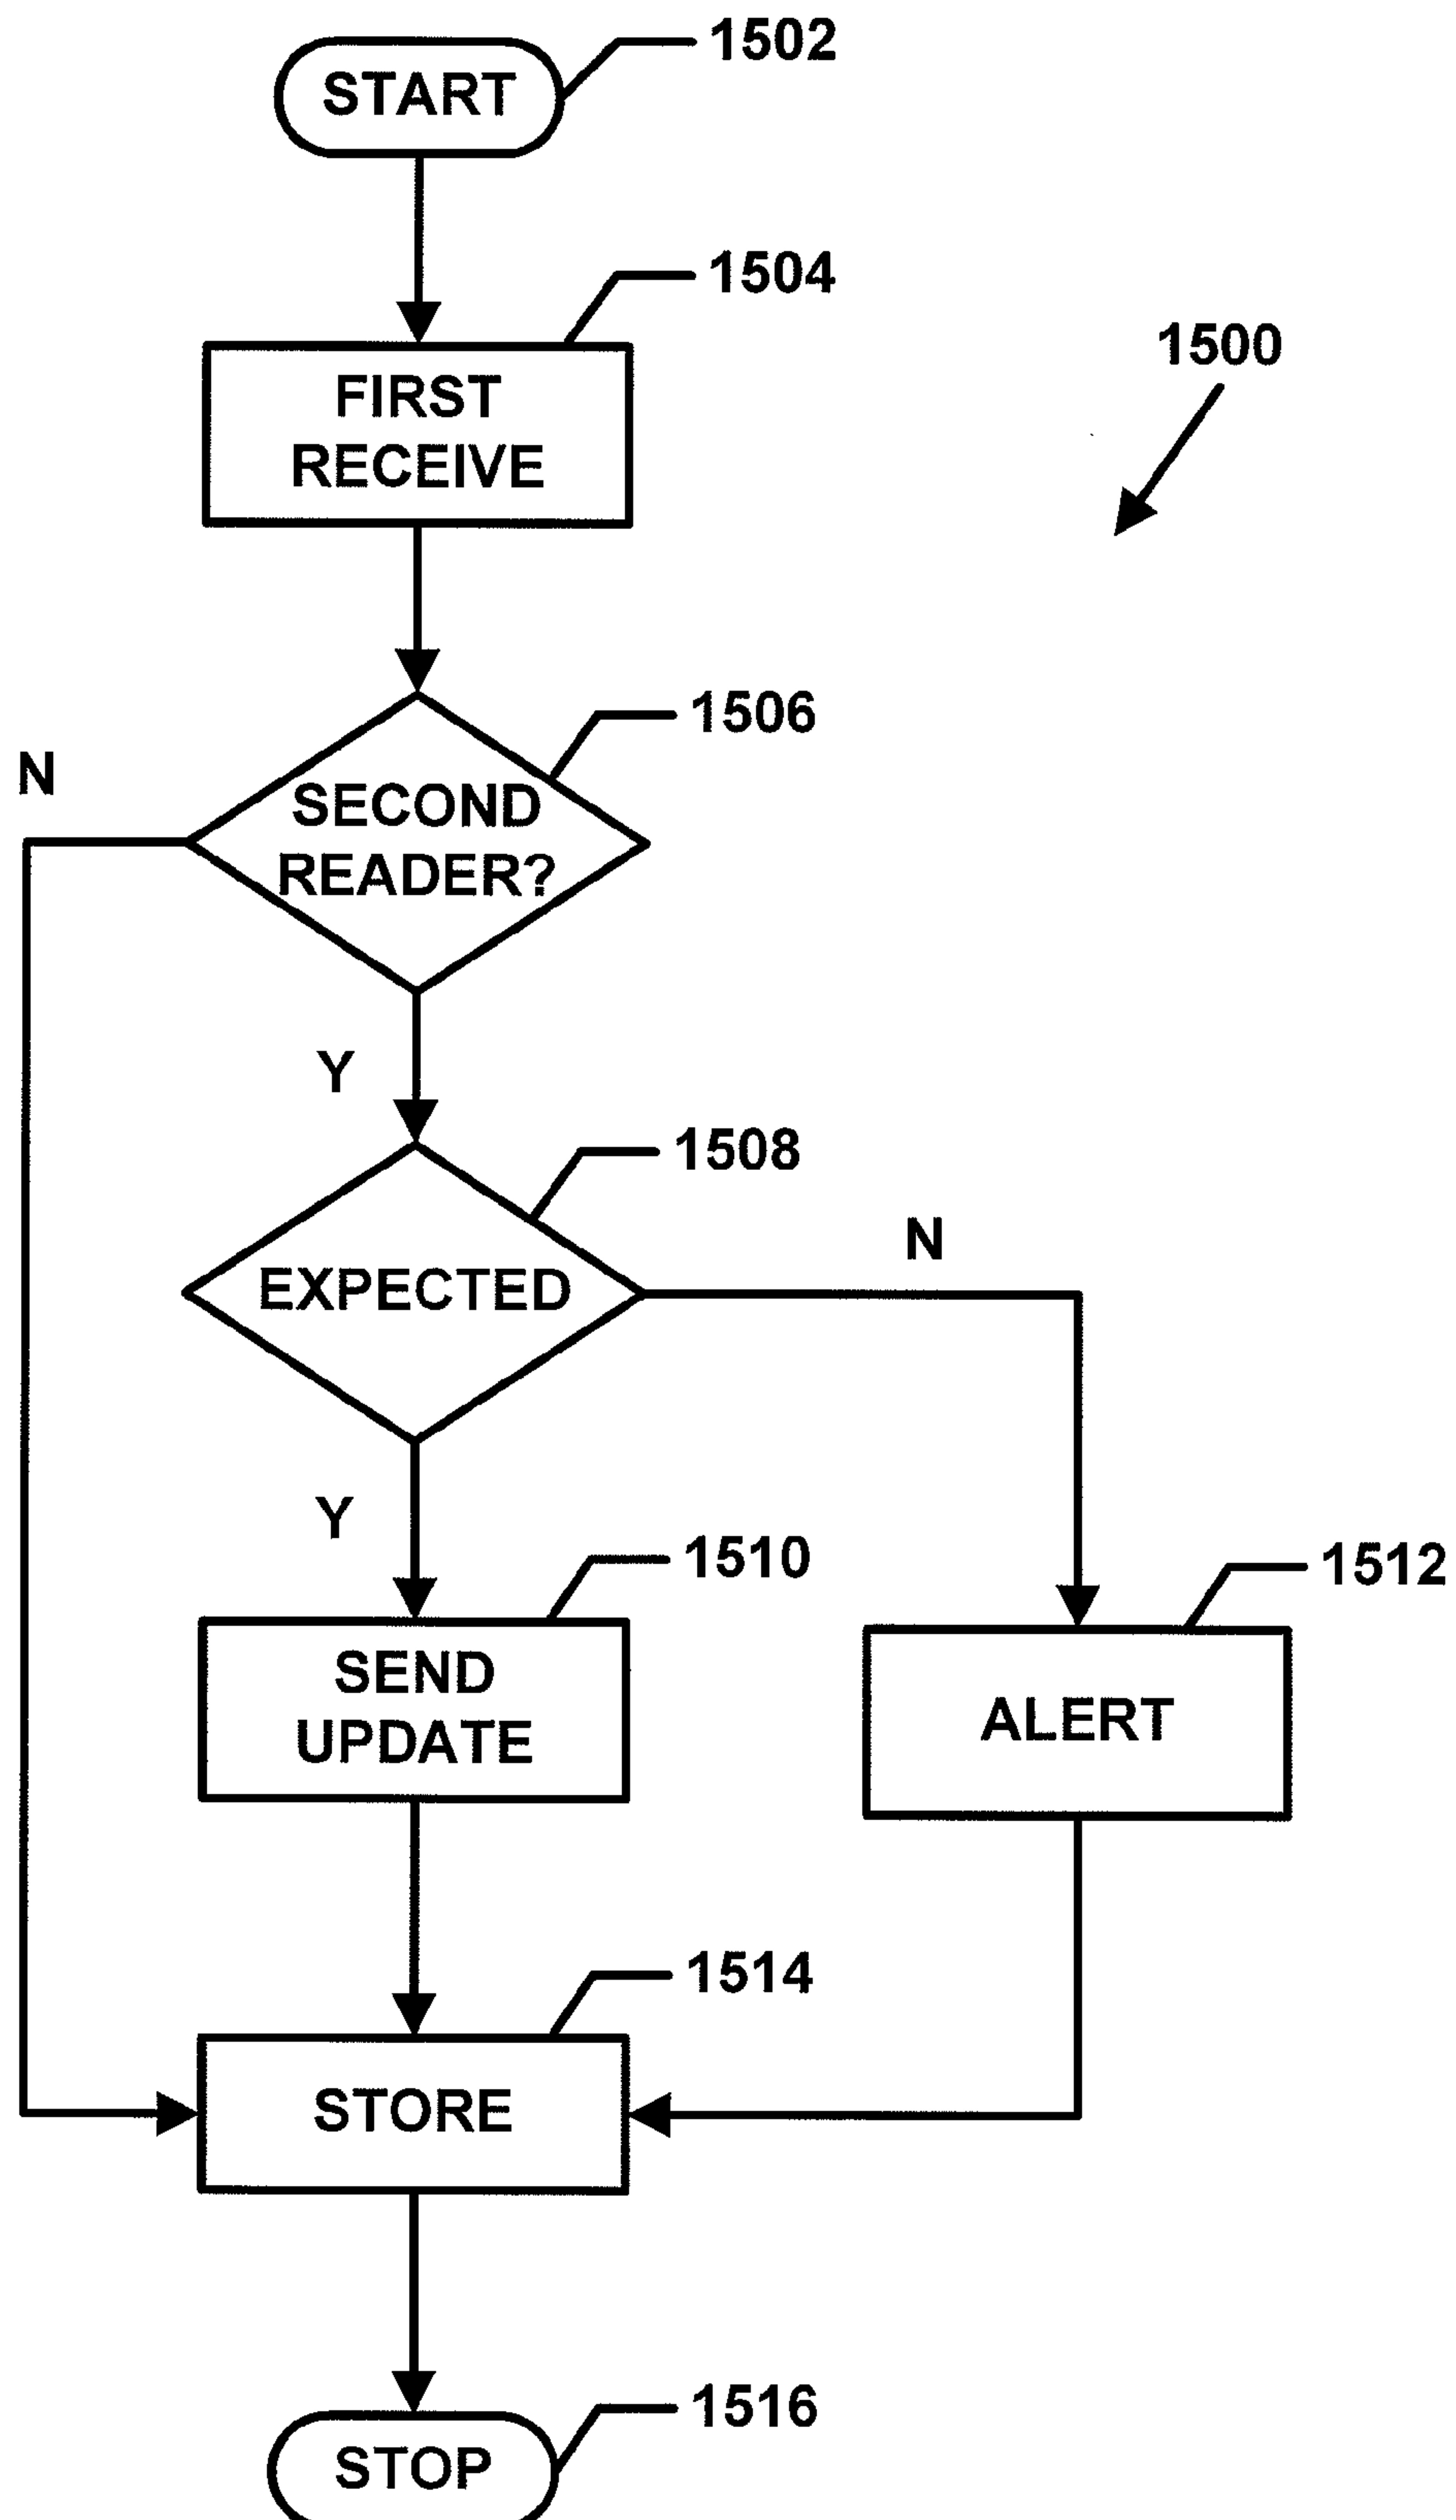 1502
START
1504
1500
FIRST
RECEIVE
1506
N
SECOND
READER?
Y
1508
N
EXPECTED
Y
1510
1512
SEND
UPDATE
ALERT
1514
STORE
1516
STOP